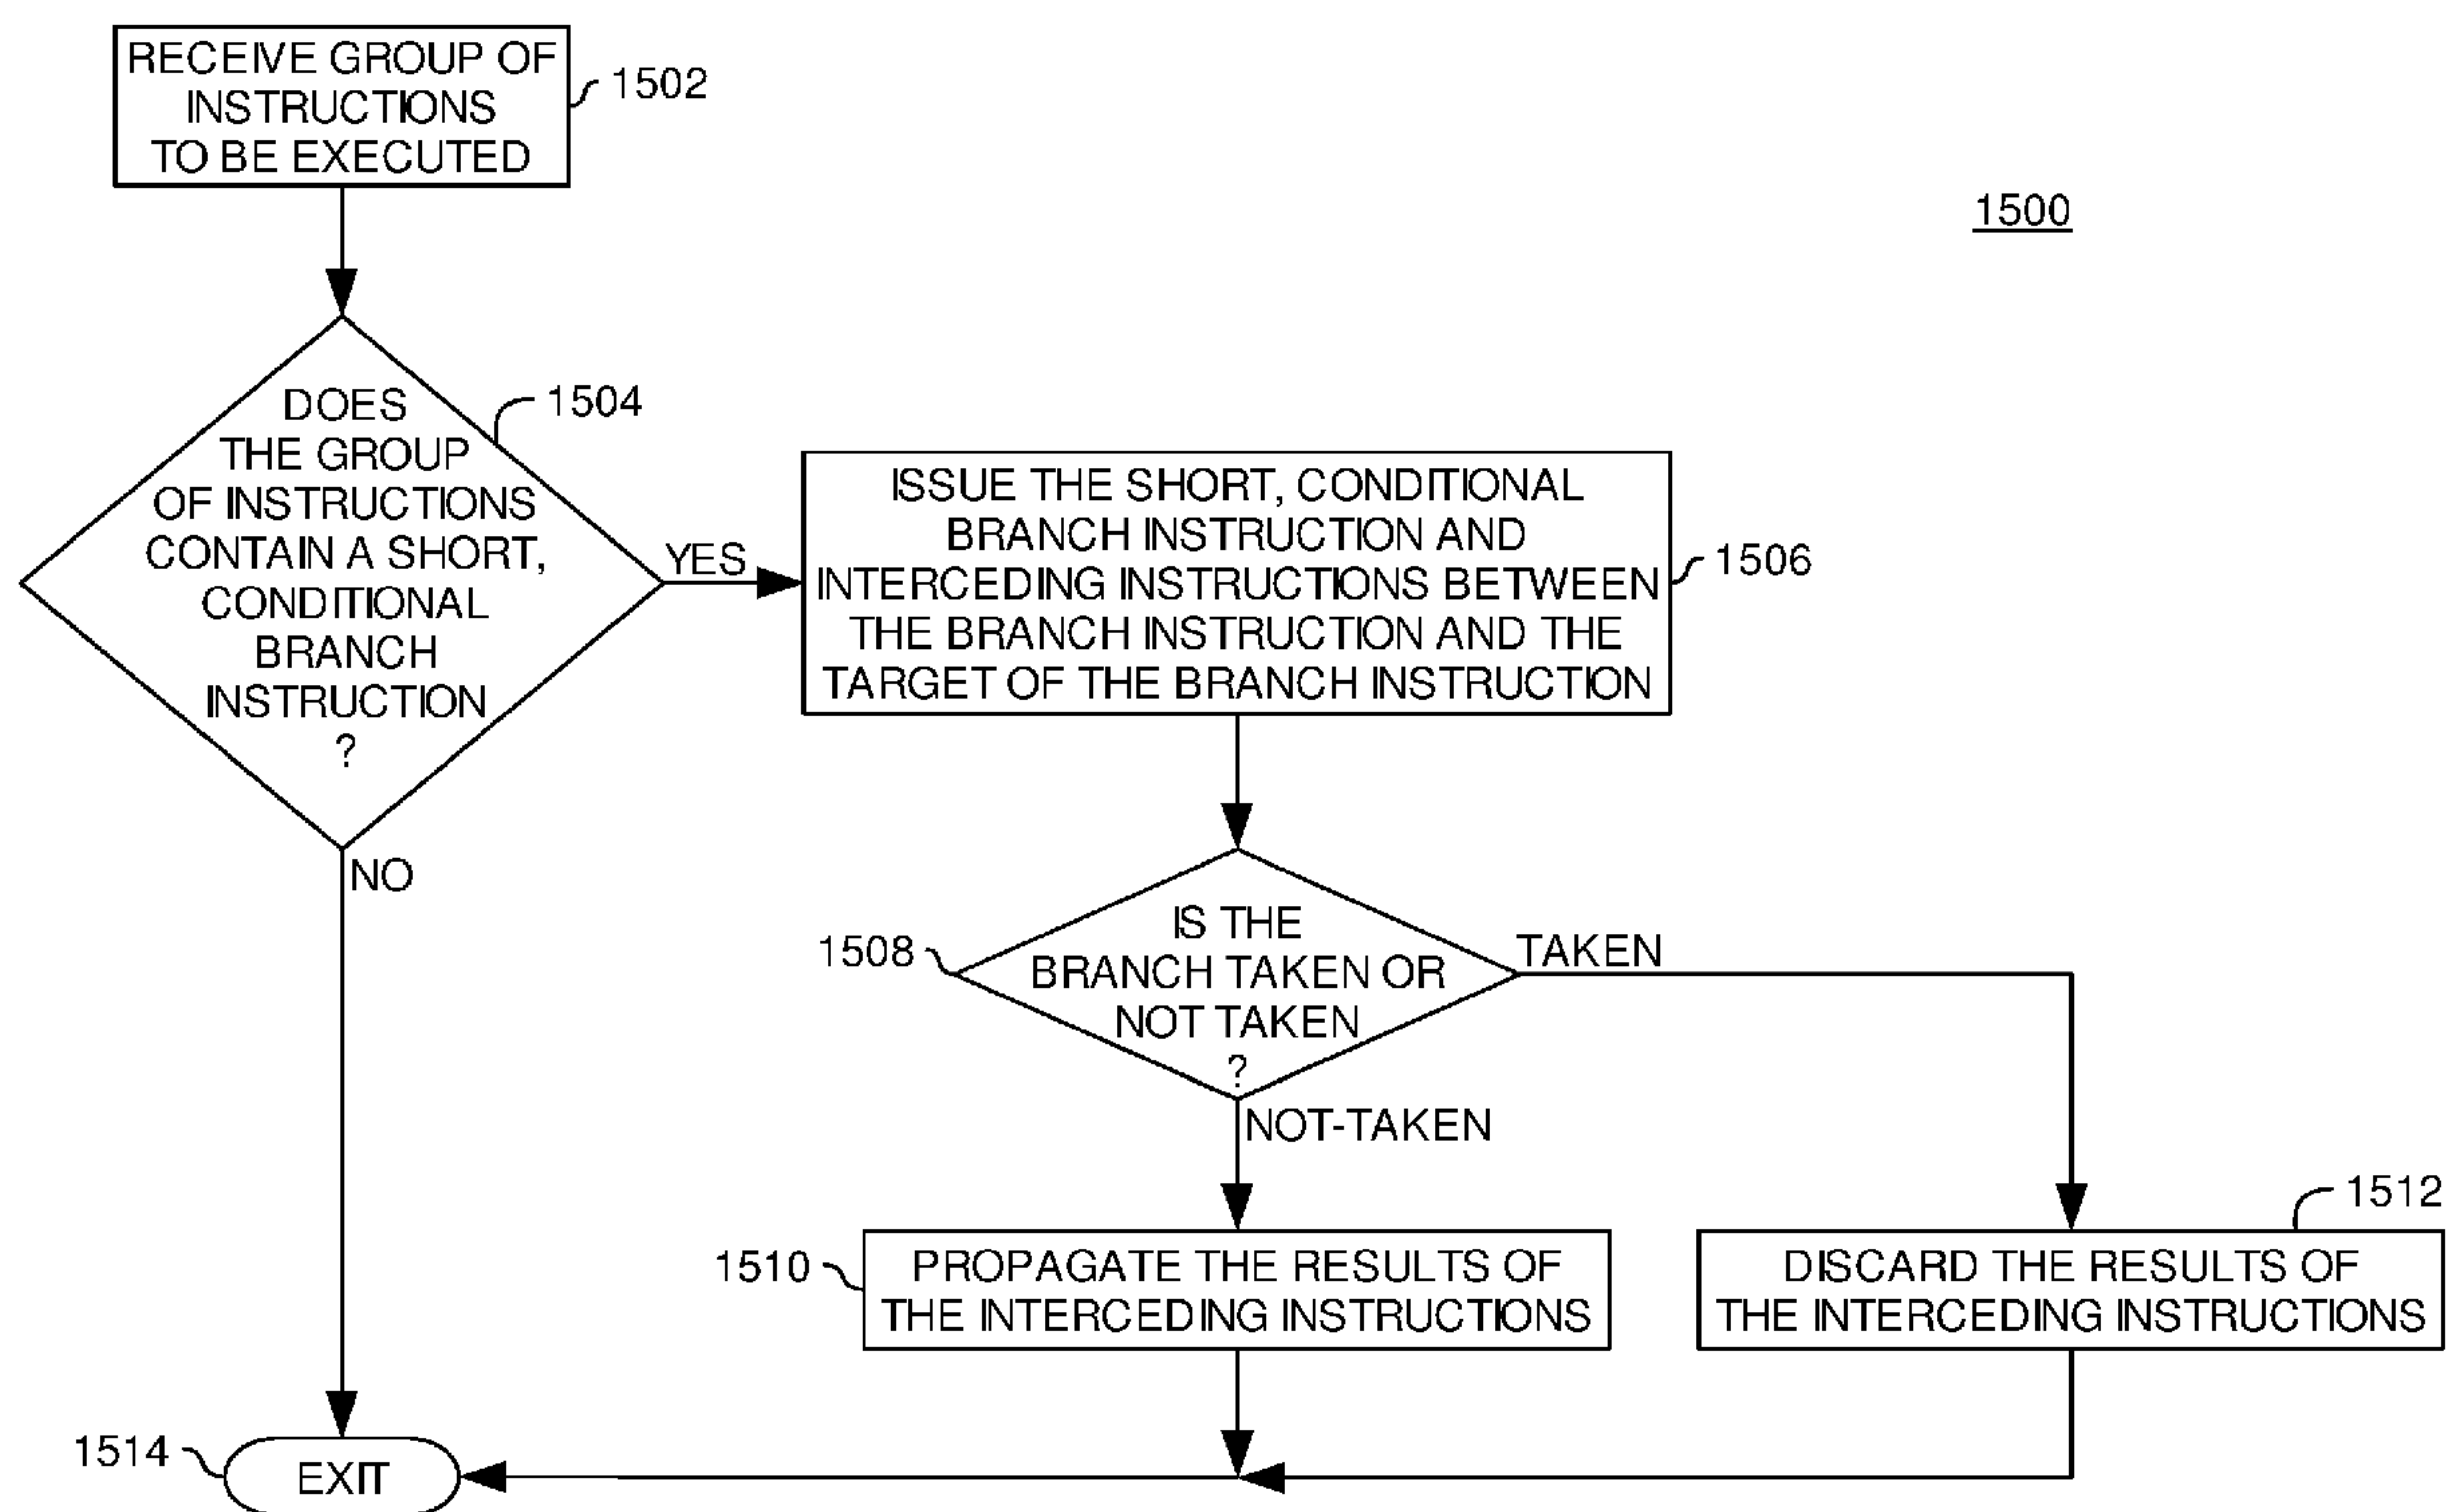 RECEIVE GROUP OF
INSTRUCTIONS
TO BE EXECUTED
1502
1500
DOES
THE GROUP
OF INSTRUCTIONS
CONTAIN A SHORT,
CONDITIONAL
BRANCH
INSTRUCTION
?
1504
YES
NO
ISSUE THE SHORT, CONDITIONAL
BRANCH INSTRUCTION AND
INTERCEDING INSTRUCTIONS BETWEEN
THE BRANCH INSTRUCTION AND THE
TARGET OF THE BRANCH INSTRUCTION
1506
1508
IS THE
BRANCH TAKEN OR
NOT TAKEN
?
TAKEN
NOT-TAKEN
1510
PROPAGATE THE RESULTS OF
THE INTERCEDING INSTRUCTIONS
1512
DISCARD THE RESULTS OF
THE INTERCEDING INSTRUCTIONS
1514
EXIT